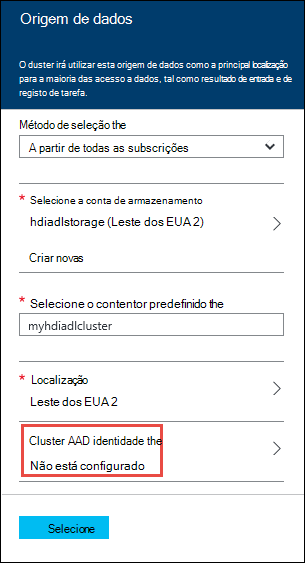 Origem de dados
O duster irá utilizar esta origem de dados como a principal localização
para a maioria das acesso a dados, tal como resultado de entrada e de
registo de tarefa.
Método de seleção the
A partir de todas as subscrições
* Selecione a conta de armazenamento
hdiadlstorage (Leste dos EUA 2)
Criar novas
* Selecione o contentor predefinido the
myhdiadlcluster
* Localização
Leste dos EUA 2
Cluster AAD identidade the
Não está configurado
Selecione